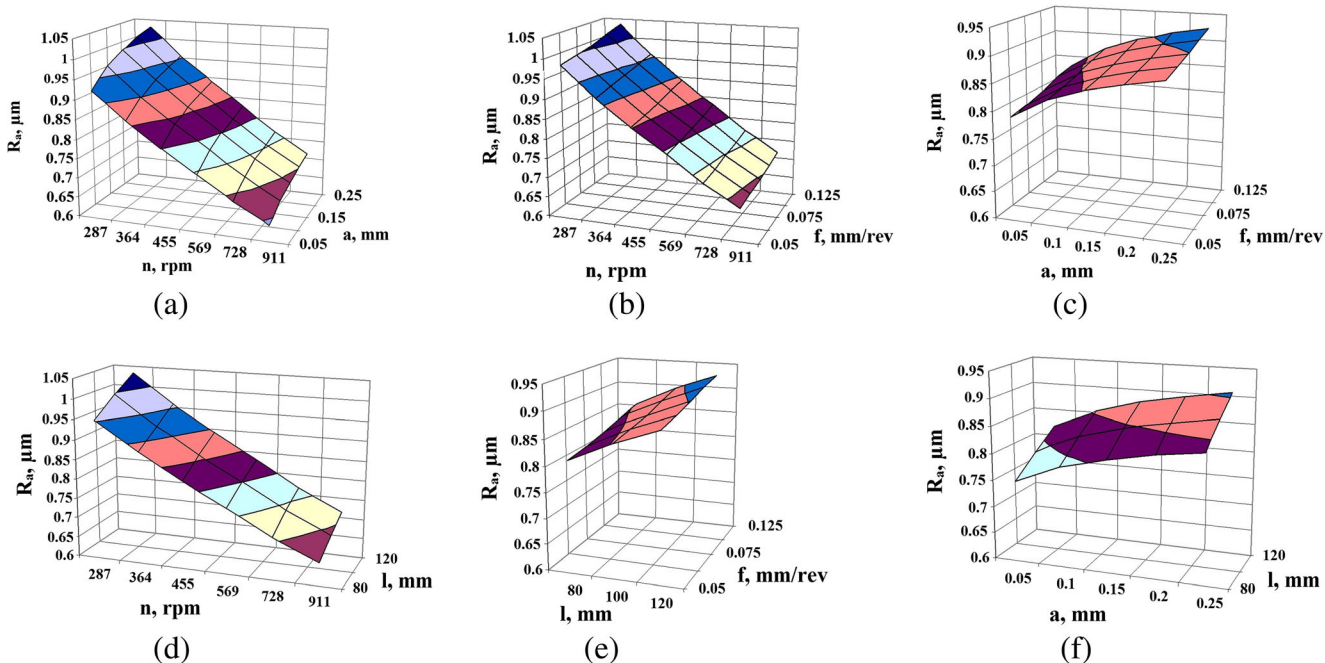 1.05
1
0.95
0.9
0.85
0.8
0.75
0.7
0.65
0.6
Ra, µm
287 364 455 569 728 911
n, rpm
0.25
0.15
0.05
a, mm
(a)
1.05
1
0.95
0.9
0.85
0.8
0.75
0.7
0.65
0.6
Ra, µm
287 364 455 569 728 911
n, rpm
0.125
0.075
0.05
f, mm/rev
(b)
0.95
0.9
0.85
0.8
0.75
0.7
0.65
0.6
Ra, µm
0.05 0.1 0.15 0.2 0.25
a, mm
0.125
0.075
0.05
f, mm/rev
(c)
1.05
1
0.95
0.9
0.85
0.8
0.75
0.7
0.65
0.6
Ra, µm
287 364 455 569 728 911
n, rpm
120
80
l, mm
(d)
0.95
0.9
0.85
0.8
0.75
0.7
0.65
0.6
Ra, µm
80 100 120
l, mm
0.125
0.075
0.05
f, mm/rev
(e)
0.95
0.9
0.85
0.8
0.75
0.7
0.65
0.6
Ra, µm
0.05 0.1 0.15 0.2 0.25
a, mm
120
80
l, mm
(f)